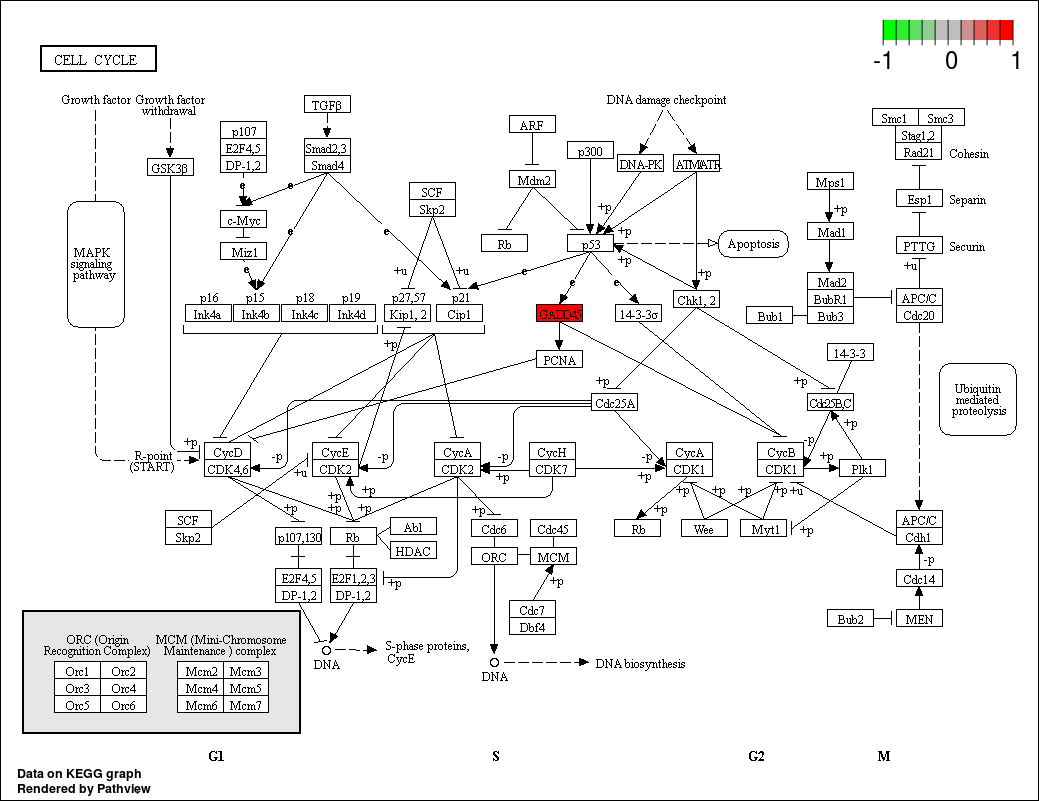 -1 0 1
CELL CYCLE
Growth factor
Growth factor
withdrawal
TGFβ
DNA damage checkpoint
Smc1 Smc3
Stag1,2
Rad21
Cohesin
p107
E2F4,5
DP-1,2
Smad2,3
Smad4
ARF
p300
DNA-PK
ATM/ATR
GSK3β
Mdm2
Mps1
+p
Mad1
Esp1
Separin
SCF
Skp2
e
e
c-Myc
e
e
Rb
p53
+p
+p
+p
Apoptosis
PTTG
Securin
MAPK
signaling
pathway
Miz1
e
+u
+u
e
e
e
+p
+u
Mad2
BubR1
Bub3
Bub1
APC/C
Cdc20
p16
Ink4a
p15
Ink4b
p18
Ink4c
p19
Ink4d
p27,57
Kip1, 2
p21
Cip1
GADD45
14-3-3σ
Chk1, 2
+p
PCNA
14-3-3
Ubiquitin
mediated
proteolysis
+p
+p
Cdc25A
Cdc25B,C
+p
R-point
(START)
+p
CycD
CDK4,6
-p
+u
CycE
CDK2
-p
CycA
CDK2
-p
+p
CycH
CDK7
+p
CycA
CDK1
CycB
CDK1
-p
+p
Plk1
+p
+p
+p
+p
+p
+p
+p
+p
+p
+u
+p
SCF
Skp2
p107,130
Rb
Abl
HDAC
Cdc6
Cdc45
ORC
MCM
Rb
Wee
Myt1
APC/C
Cdh1
-p
E2F4,5
DP-1,2
E2F1,2,3
DP-1,2
+p
+p
Cdc7
Dbf4
Cdc14
Bub2
MEN
ORC (Origin
Recognition Complex)
MCM (Mini-Chromosome
Maintenance ) complex
Orc1 Orc2
Orc3 Orc4
Orc5 Orc6
Mcm2 Mcm3
Mcm4 Mcm5
Mcm6 Mcm7
DNA
S-phase proteins,
CycE
DNA
DNA biosynthesis
G1 S G2 M
Data on KEGG graph
Rendered by Pathview